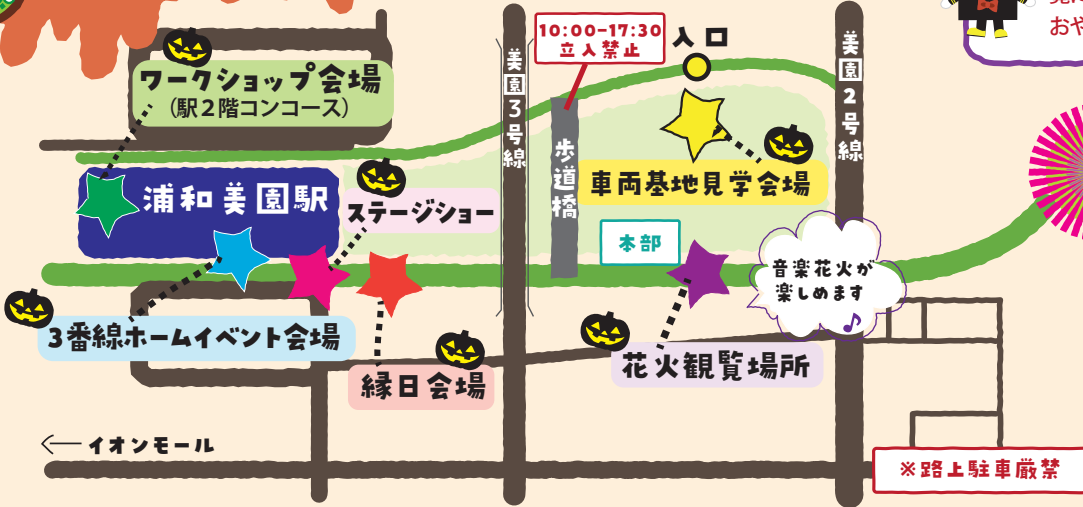 10:00-17:30
立入禁止
入口
おや
ワークショップ会場
(駅2階コンコース)
美園3号線
美園2号線
歩道橋
車両基地見学会場
浦和美園駅
ステージショー
本部
音楽花火が
楽しめます
3番線ホームイベント会場
花火観覧場所
縁日会場
イオンモール
※路上駐車厳禁